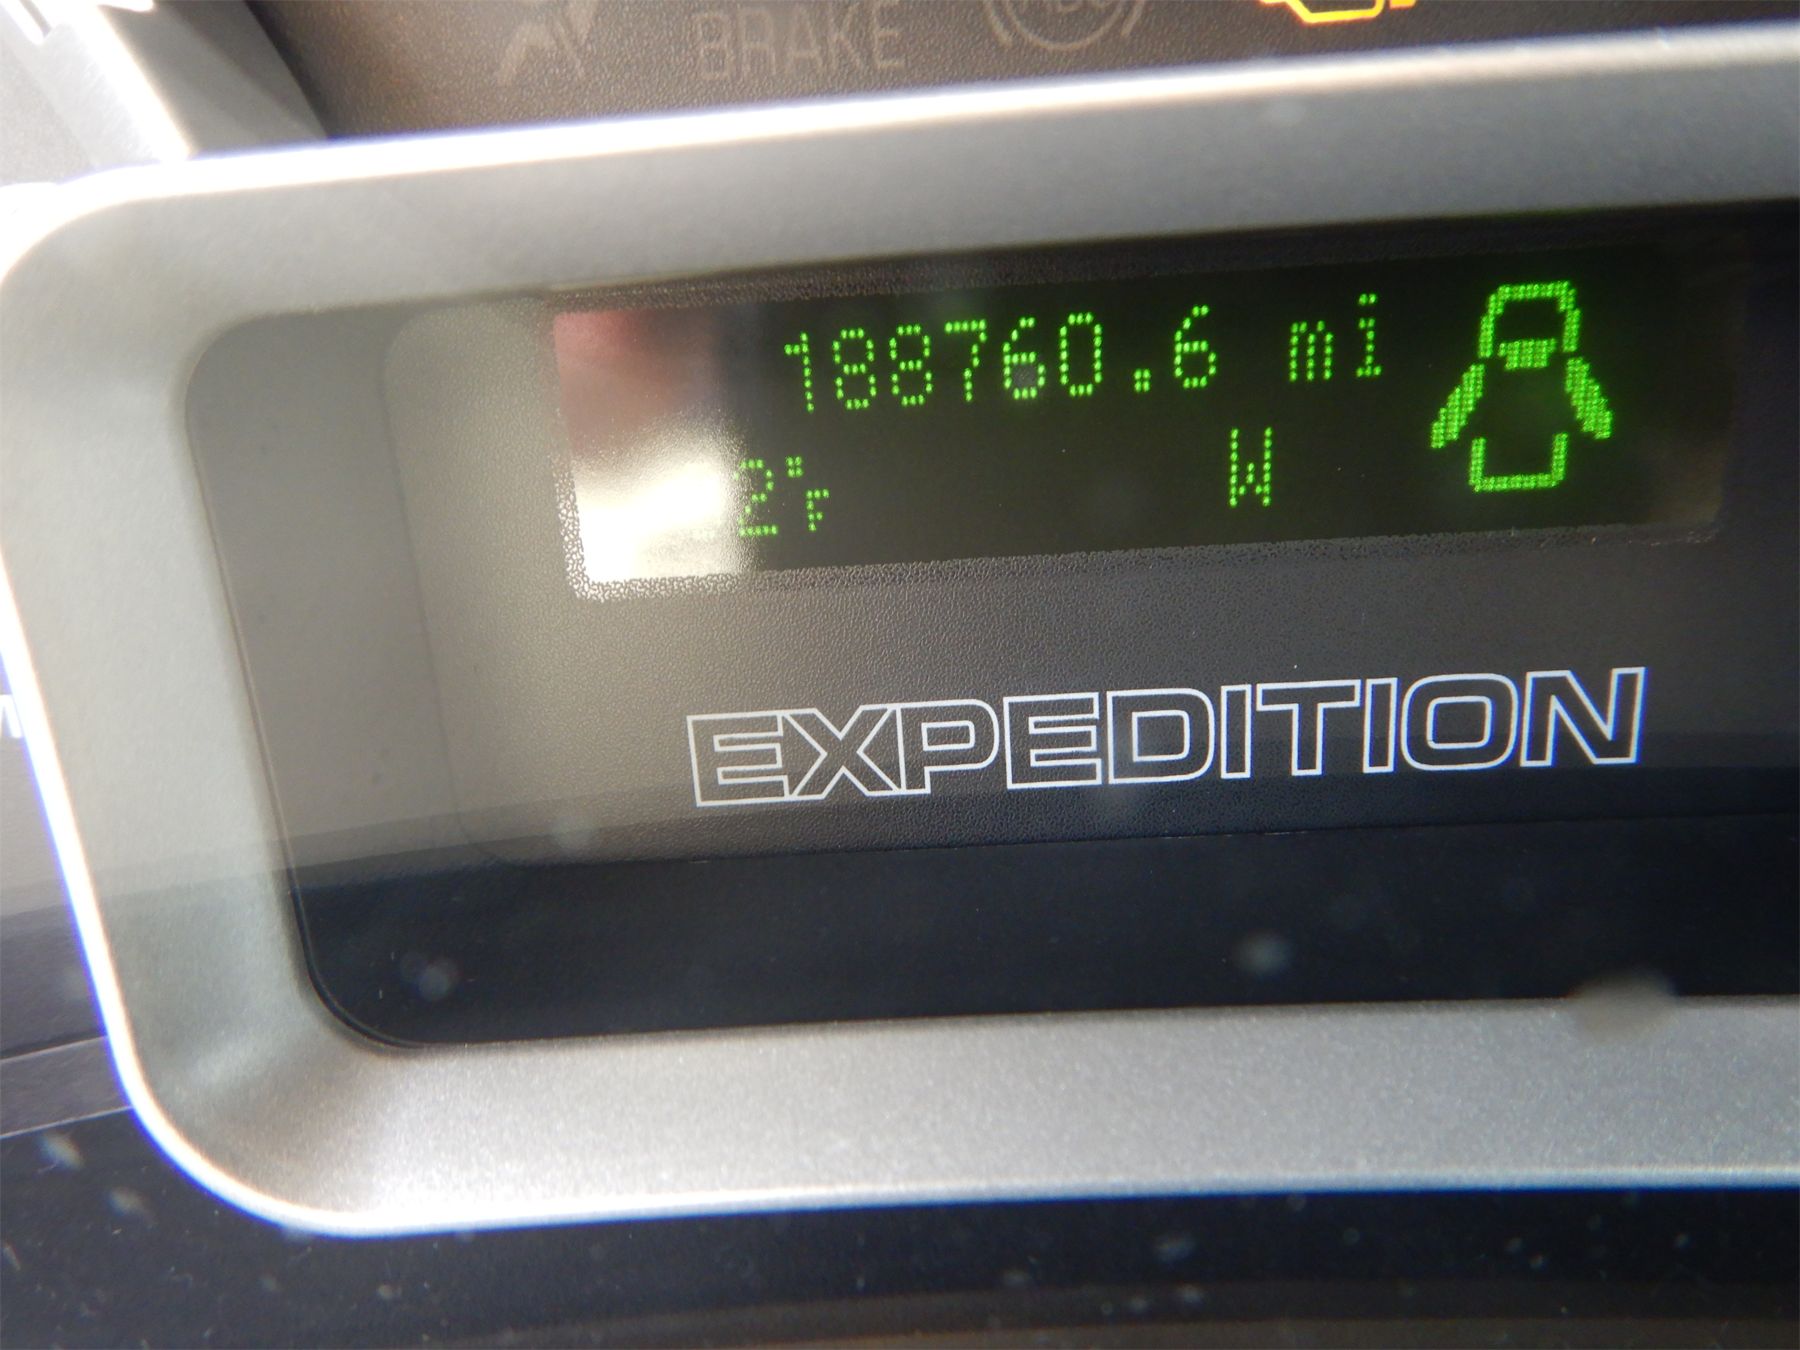 BRAKE
188760.6 mi
2°F W
EXPEDITION